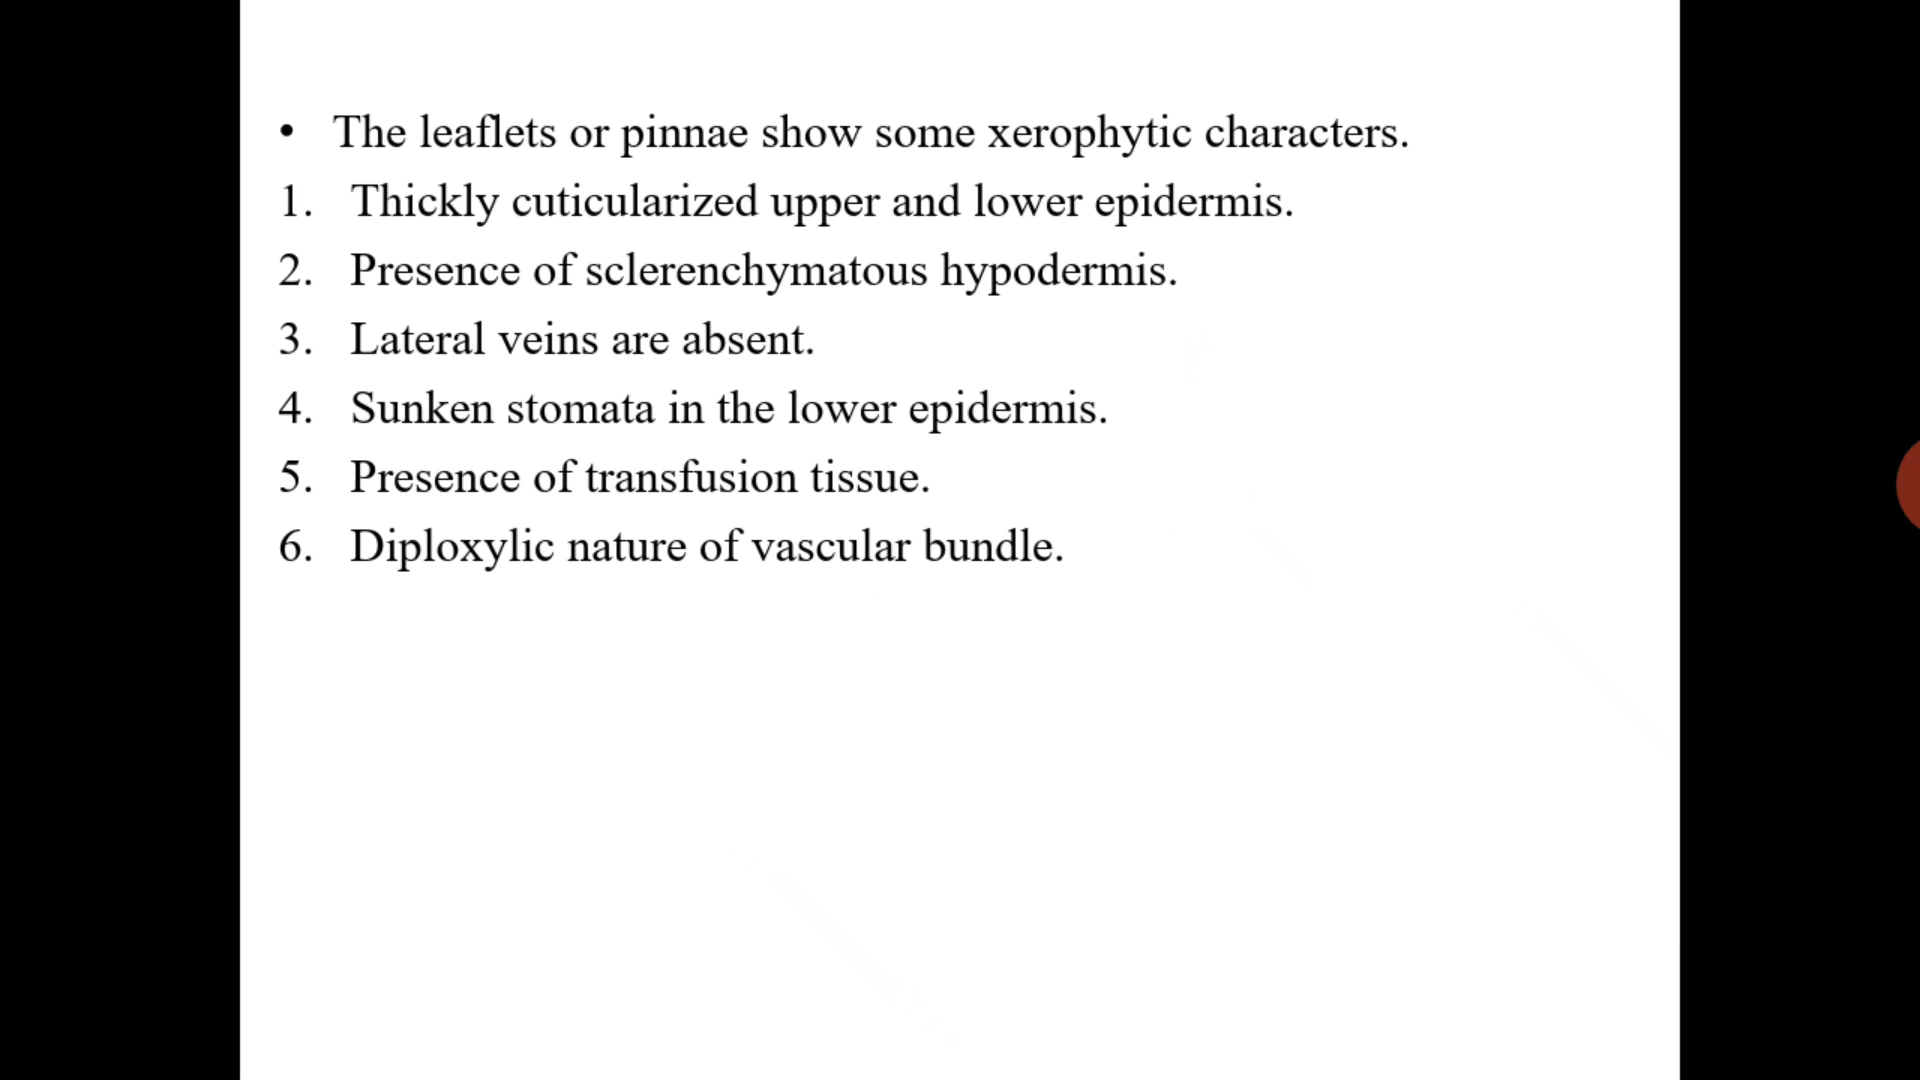 • The leaflets or pinnae show some xerophytic characters.
1. Thickly cuticularized upper and lower epidermis.
2. Presence of sclerenchymatous hypodermis.
3. Lateral veins are absent.
4. Sunken stomata in the lower epidermis.
5. Presence of transfusion tissue.
6. Diploxylic nature of vascular bundle.